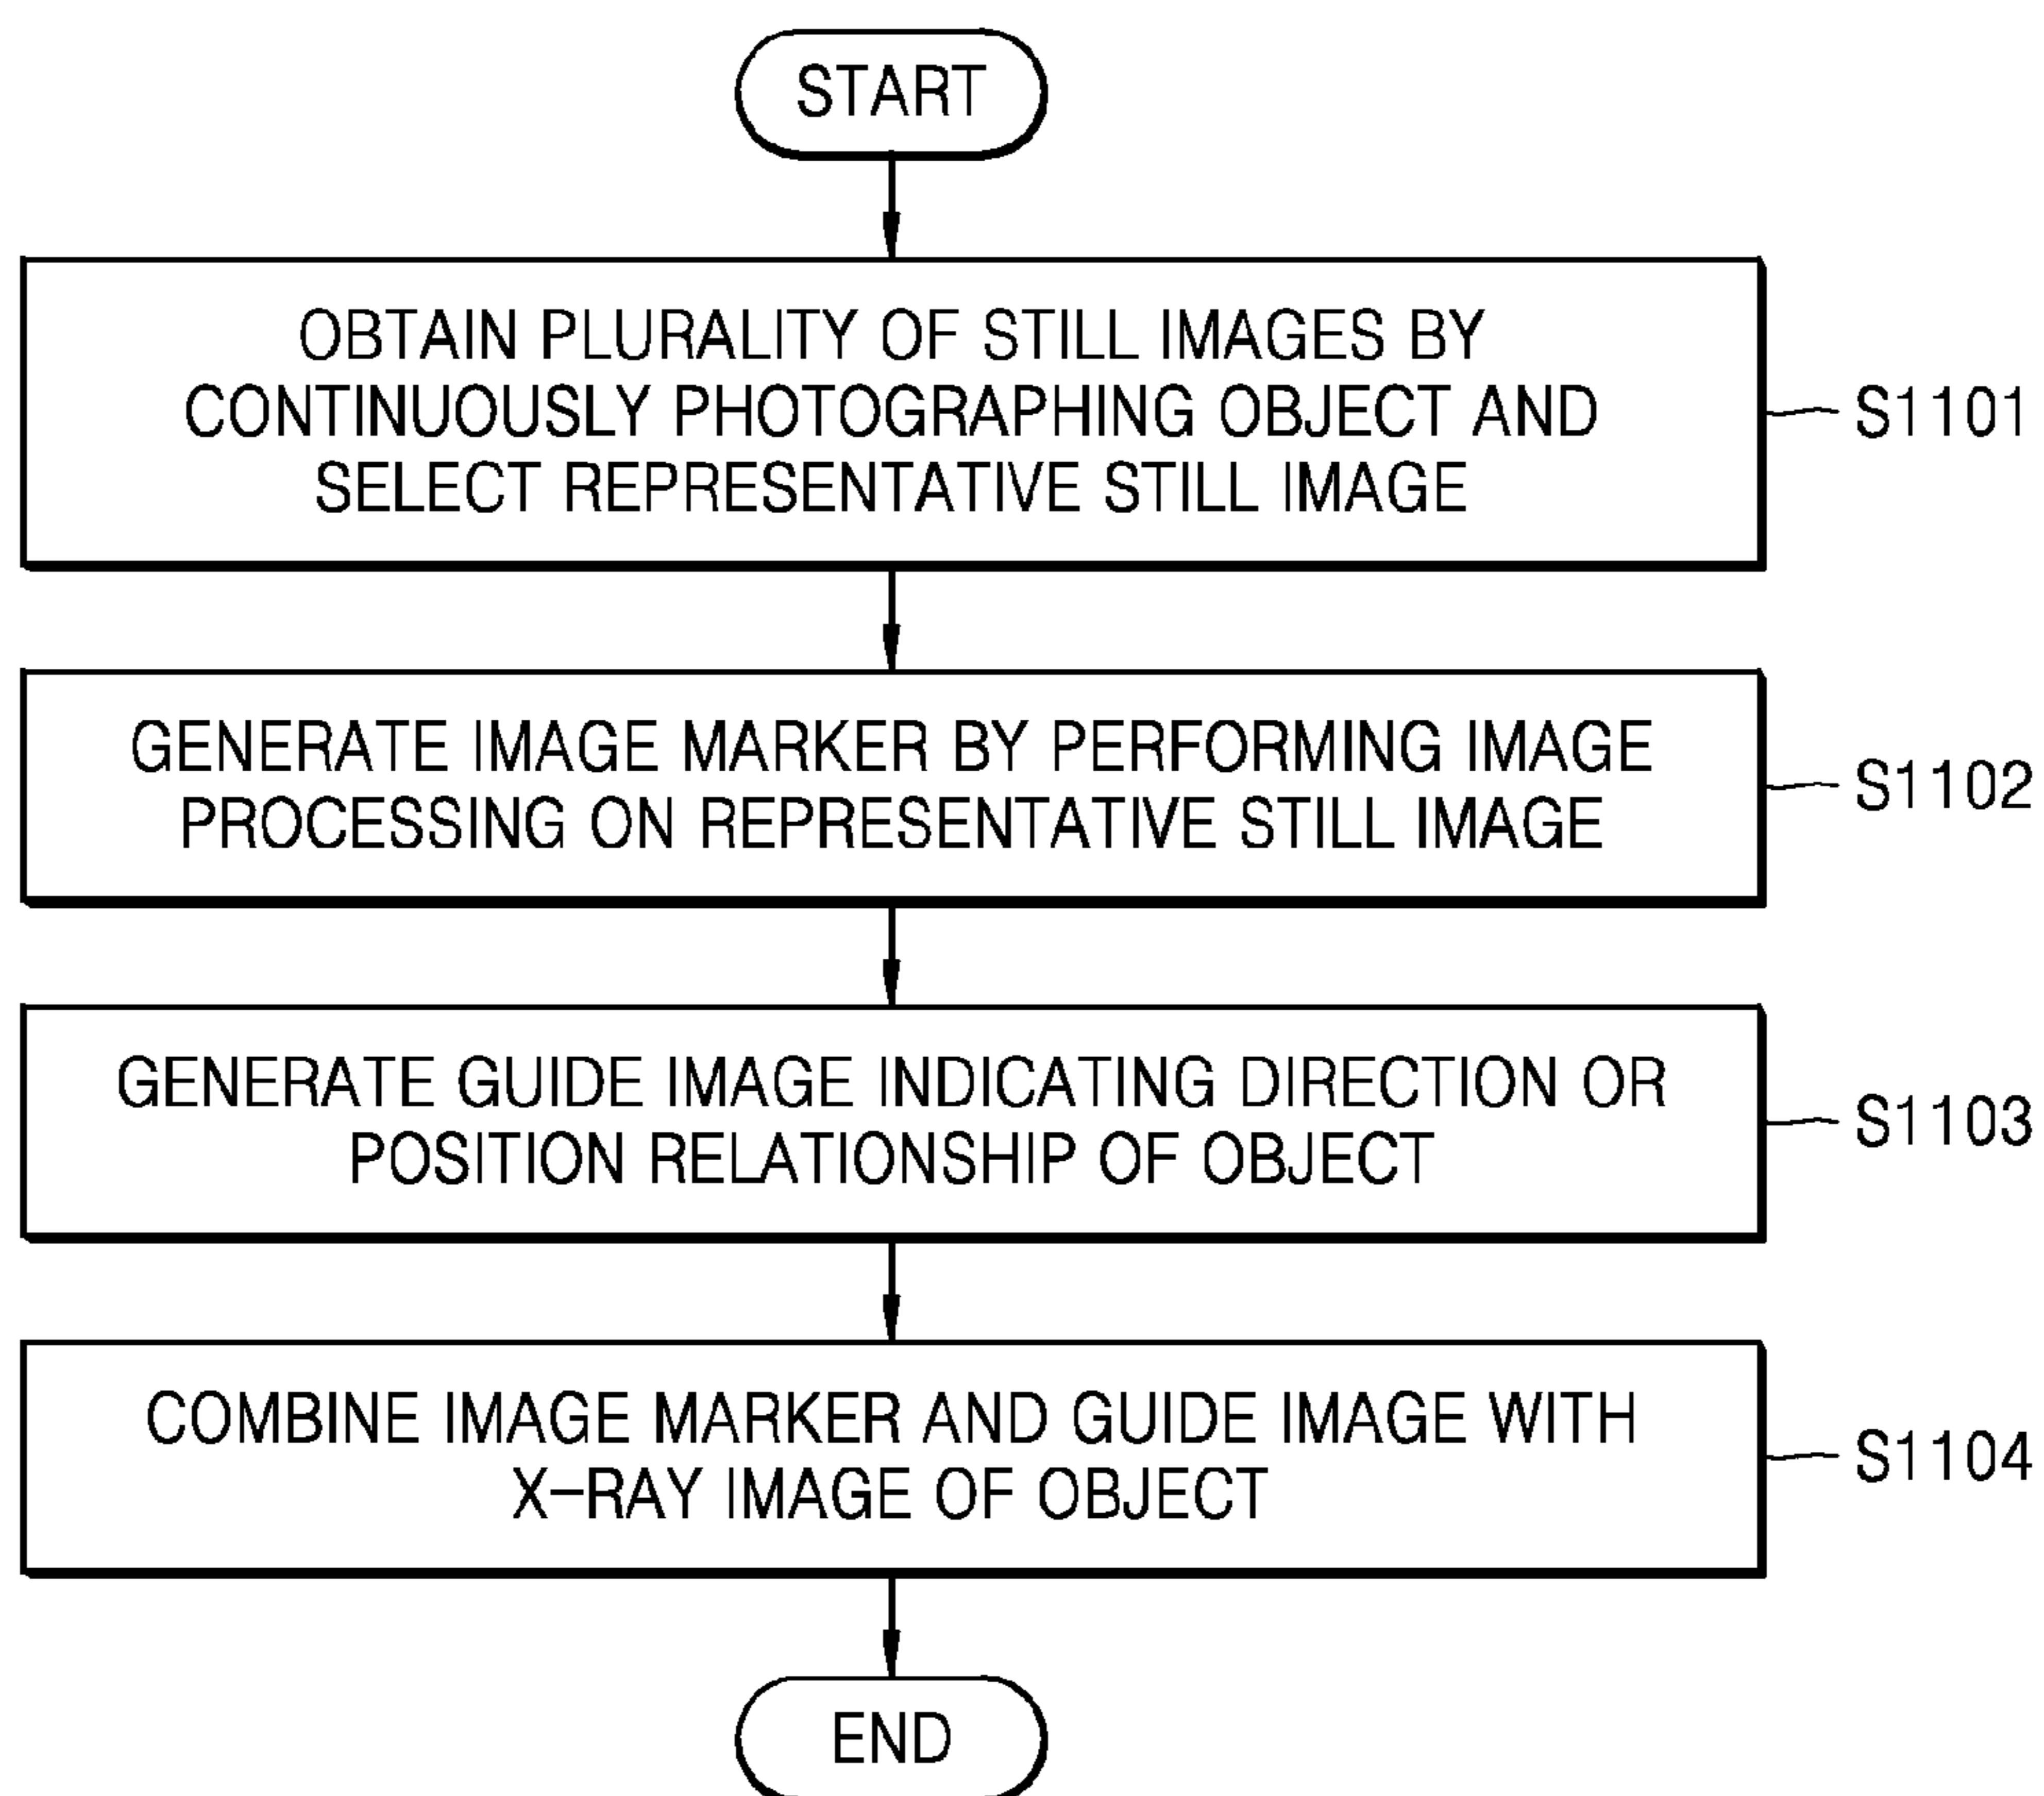 START
OBTAIN PLURALITY OF STILL IMAGES BY
CONTINUOUSLY PHOTOGRAPHING OBJECT AND
SELECT REPRESENTATIVE STILL IMAGE
S1101
GENERATE IMAGE MARKER BY PERFORMING IMAGE
PROCESSING ON REPRESENTATIVE STILL IMAGE
S1102
GENERATE GUIDE IMAGE INDICATING DIRECTION OR
POSITION RELATIONSHIP OF OBJECT
S1103
COMBINE IMAGE MARKER AND GUIDE IMAGE WITH
X-RAY IMAGE OF OBJECT
S1104
END